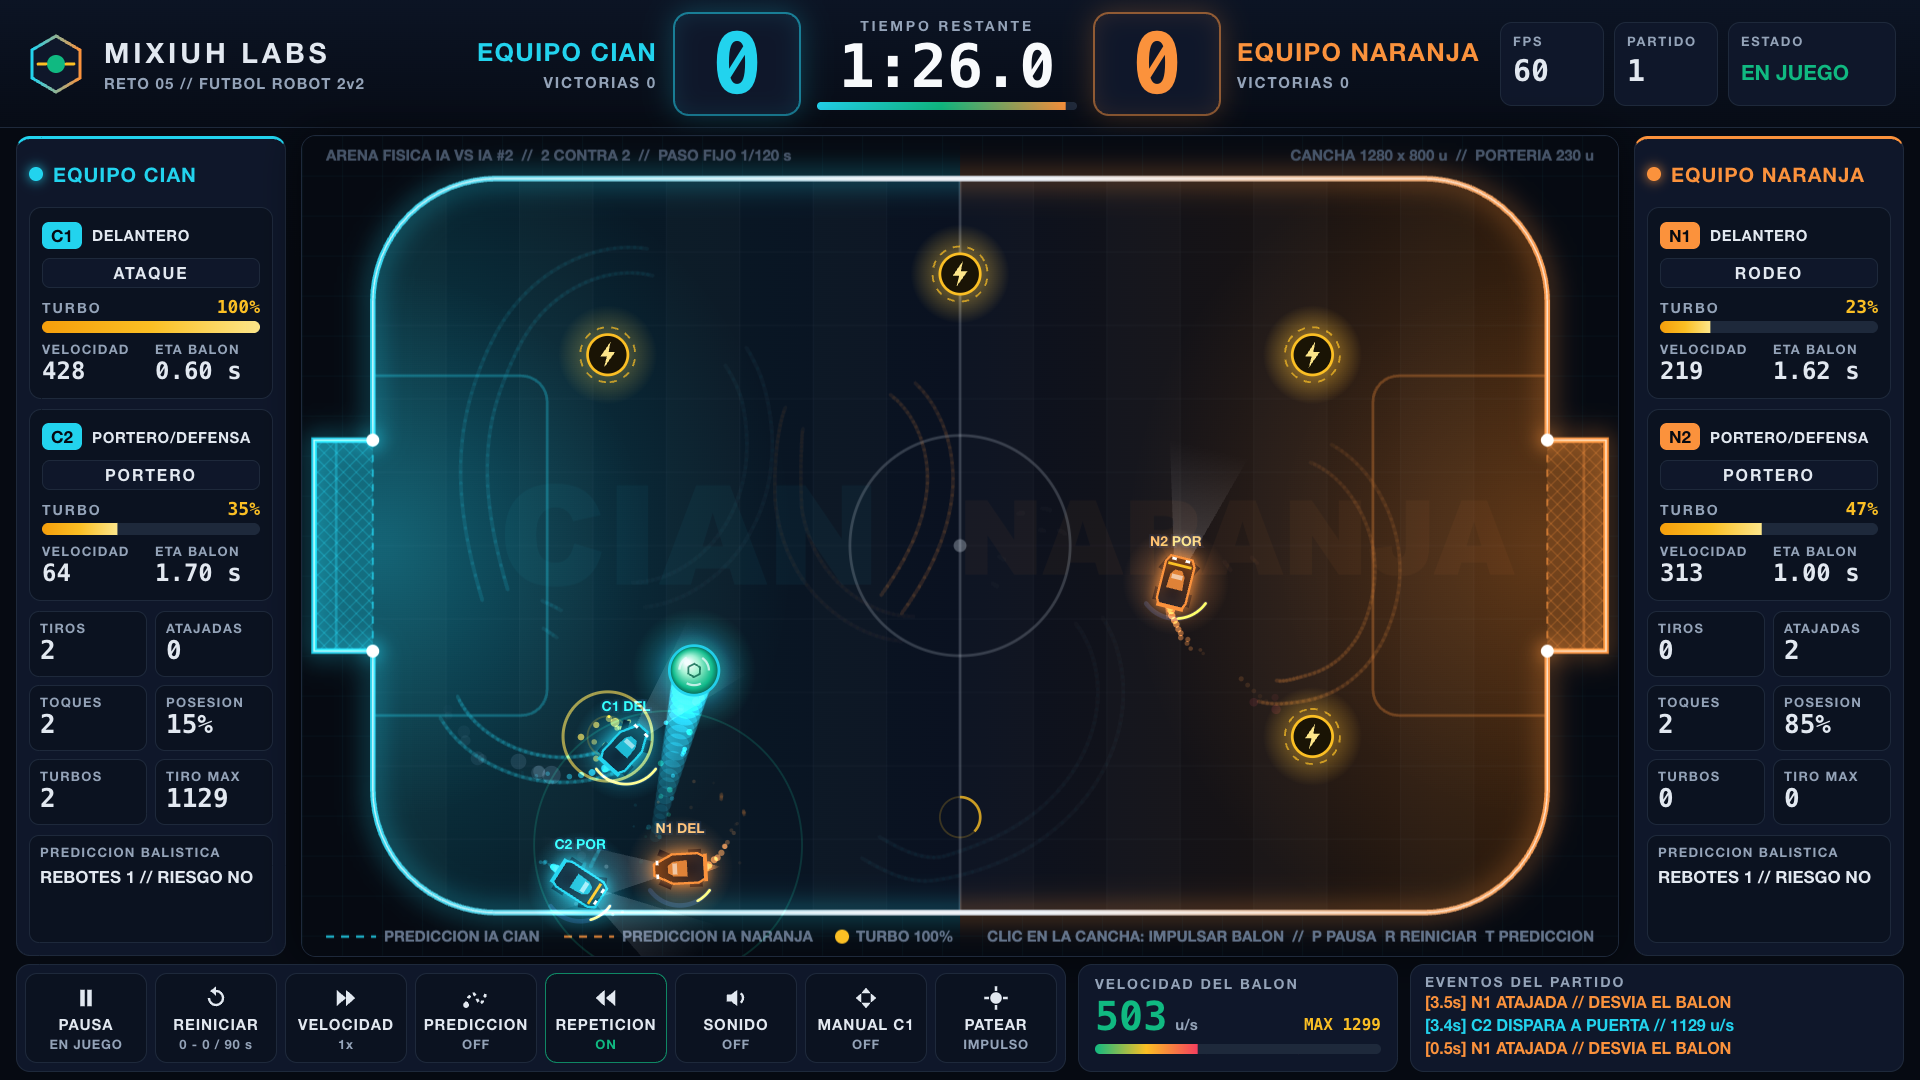 MIXIUH LABS
RETO 05 // FUTBOL ROBOT 2v2
EQUIPO CIAN
VICTORIAS 0
0
TIEMPO RESTANTE
1:26.0
0
EQUIPO NARANJA
VICTORIAS 0
FPS
60
PARTIDO
1
ESTADO
EN JUEGO
EQUIPO CIAN
C1 DELANTERO
ATAQUE
TURBO 100%
VELOCIDAD ETA BALON
428 0.60 s
C2 PORTERO/DEFENSA
PORTERO
TURBO 35%
VELOCIDAD ETA BALON
64 1.70 s
TIROS ATAJADAS
2 0
TOQUES POSESION
2 15%
TURBOS TIRO MAX
2 1129
PREDICCION BALISTICA
REBOTES 1 // RIESGO NO
ARENA FISICA IA VS IA #2 // 2 CONTRA 2 // PASO FIJO 1/120 s
CANCHA 1280 x 800 u // PORTERIA 230 u
CIAN NARANJA
N2 POR
C1 DEL
N1 DEL
C2 POR
PREDICCION IA CIAN
PREDICCION IA NARANJA
TURBO 100%
CLIC EN LA CANCHA: IMPULSAR BALON // P PAUSA R REINICIAR T PREDICCION
EQUIPO NARANJA
N1 DELANTERO
RODEO
TURBO 23%
VELOCIDAD ETA BALON
219 1.62 s
N2 PORTERO/DEFENSA
PORTERO
TURBO 47%
VELOCIDAD ETA BALON
313 1.00 s
TIROS ATAJADAS
0 2
TOQUES POSESION
2 85%
TURBOS TIRO MAX
0 0
PREDICCION BALISTICA
REBOTES 1 // RIESGO NO
PAUSA
EN JUEGO
REINICIAR
0 - 0 / 90 s
VELOCIDAD
1x
PREDICCION
OFF
REPETICION
ON
SONIDO
OFF
MANUAL C1
OFF
PATEAR
IMPULSO
VELOCIDAD DEL BALON
503 u/s MAX 1299
EVENTOS DEL PARTIDO
[3.5s] N1 ATAJADA // DESVIA EL BALON
[3.4s] C2 DISPARA A PUERTA // 1129 u/s
[0.5s] N1 ATAJADA // DESVIA EL BALON